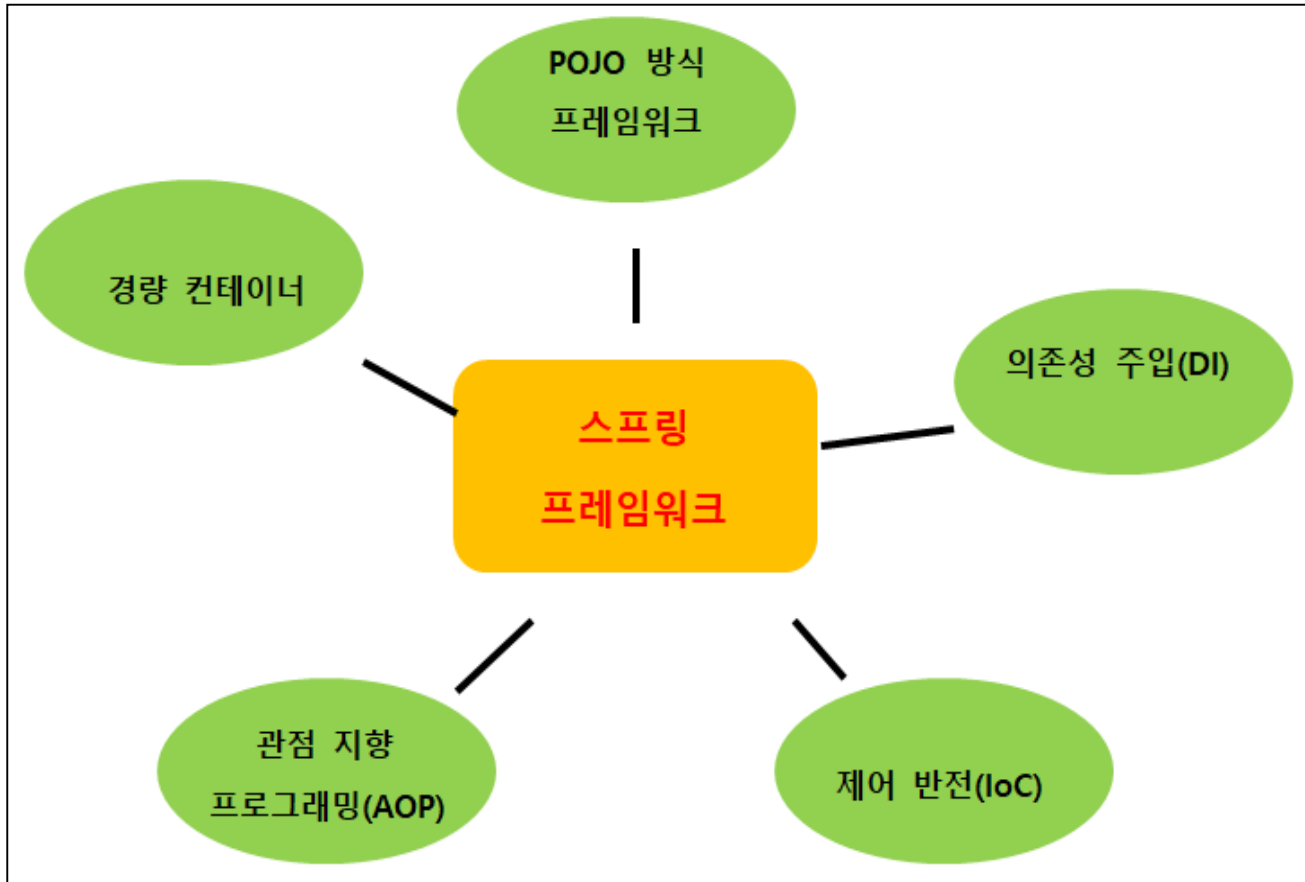 POJO 방식
프레임워크
경량 컨테이너
의존성 주입(DI)
스프링
프레임워크
관점 지향
프로그래밍(AOP)
제어 반전(IoC)